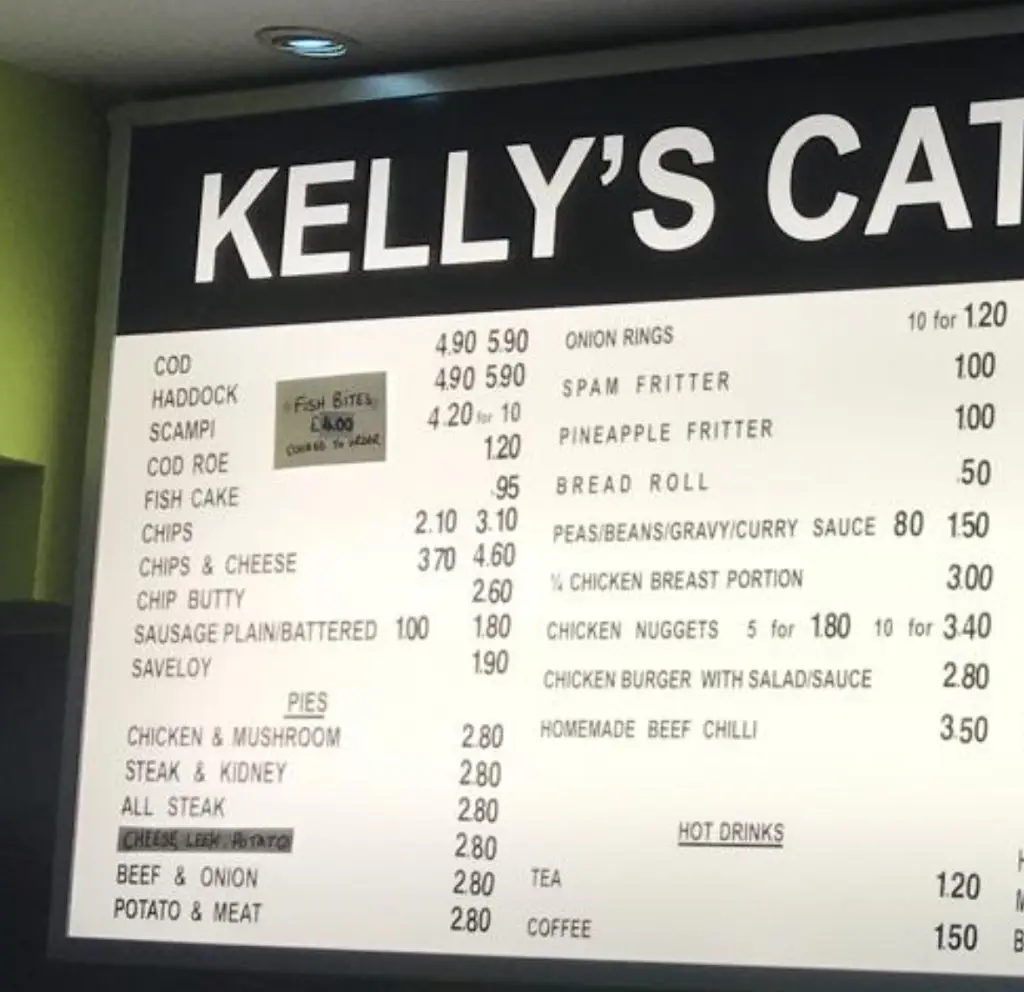 KELLY'S CAT
COD 4.90 5.90
HADDOCK 4.90 5.90
SCAMPI 4.20 for 10
FISH BITES
£4.00
COOKED TO ORDER
COD ROE 1.20
FISH CAKE .95
CHIPS 2.10 3.10
CHIPS & CHEESE 3 70 4.60
CHIP BUTTY 2.60
SAUSAGE PLAIN/BATTERED 1.00 1.80
SAVELOY 1.90
PIES
CHICKEN & MUSHROOM 2.80
STEAK & KIDNEY 2.80
ALL STEAK 2.80
CHEESE LEEK POTATO 2.80
BEEF & ONION 2.80
POTATO & MEAT 2.80
ONION RINGS 10 for 1.20
SPAM FRITTER 1.00
PINEAPPLE FRITTER 1.00
BREAD ROLL .50
PEAS/BEANS/GRAVY/CURRY SAUCE 80 1.50
¼ CHICKEN BREAST PORTION 3.00
CHICKEN NUGGETS 5 for 1.80 10 for 3.40
CHICKEN BURGER WITH SALAD/SAUCE 2.80
HOMEMADE BEEF CHILLI 3.50
HOT DRINKS
TEA 1.20
COFFEE 1.50